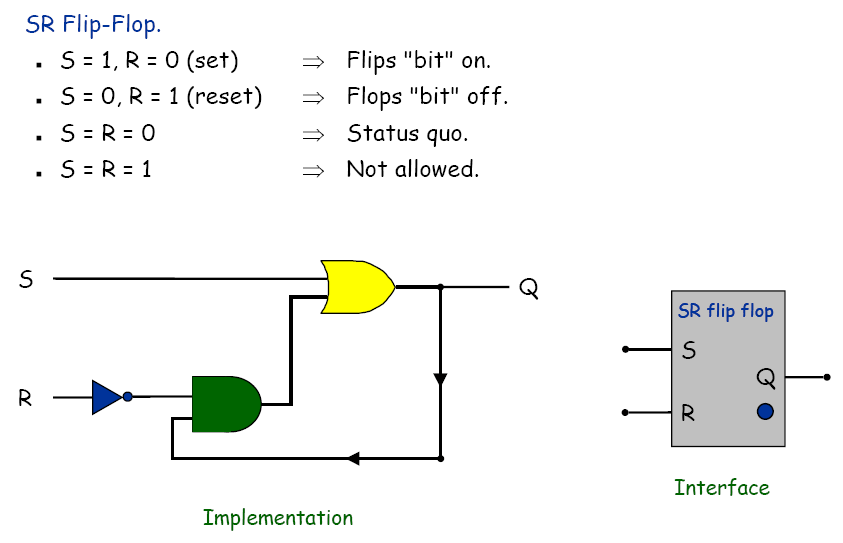 SR Flip-Flop.
▪ S = 1, R = 0 (set) ⇒ Flips "bit" on.
▪ S = 0, R = 1 (reset) ⇒ Flops "bit" off.
▪ S = R = 0 ⇒ Status quo.
▪ S = R = 1 ⇒ Not allowed.
S
Q
R
Implementation
SR flip flop
S
Q
R
Interface